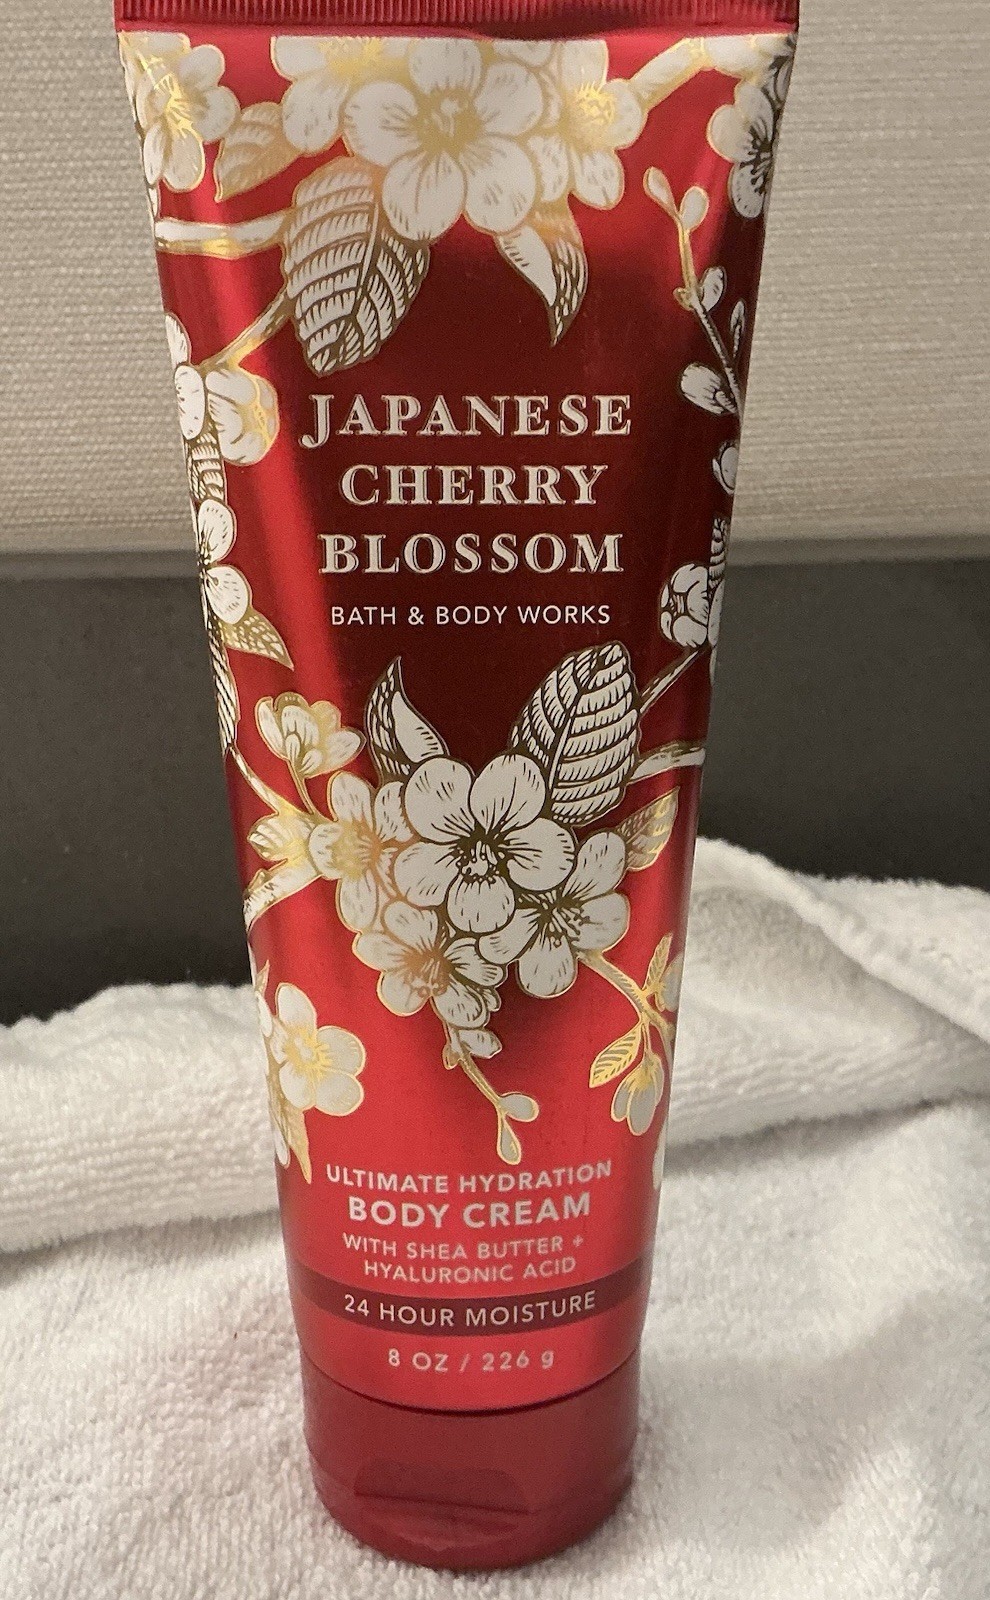 JAPANESE
CHERRY
BLOSSOM
BATH & BODY WORKS
ULTIMATE HYDRATION
BODY CREAM
WITH SHEA BUTTER +
HYALURONIC ACID
24 HOUR MOISTURE
8 OZ / 226 g